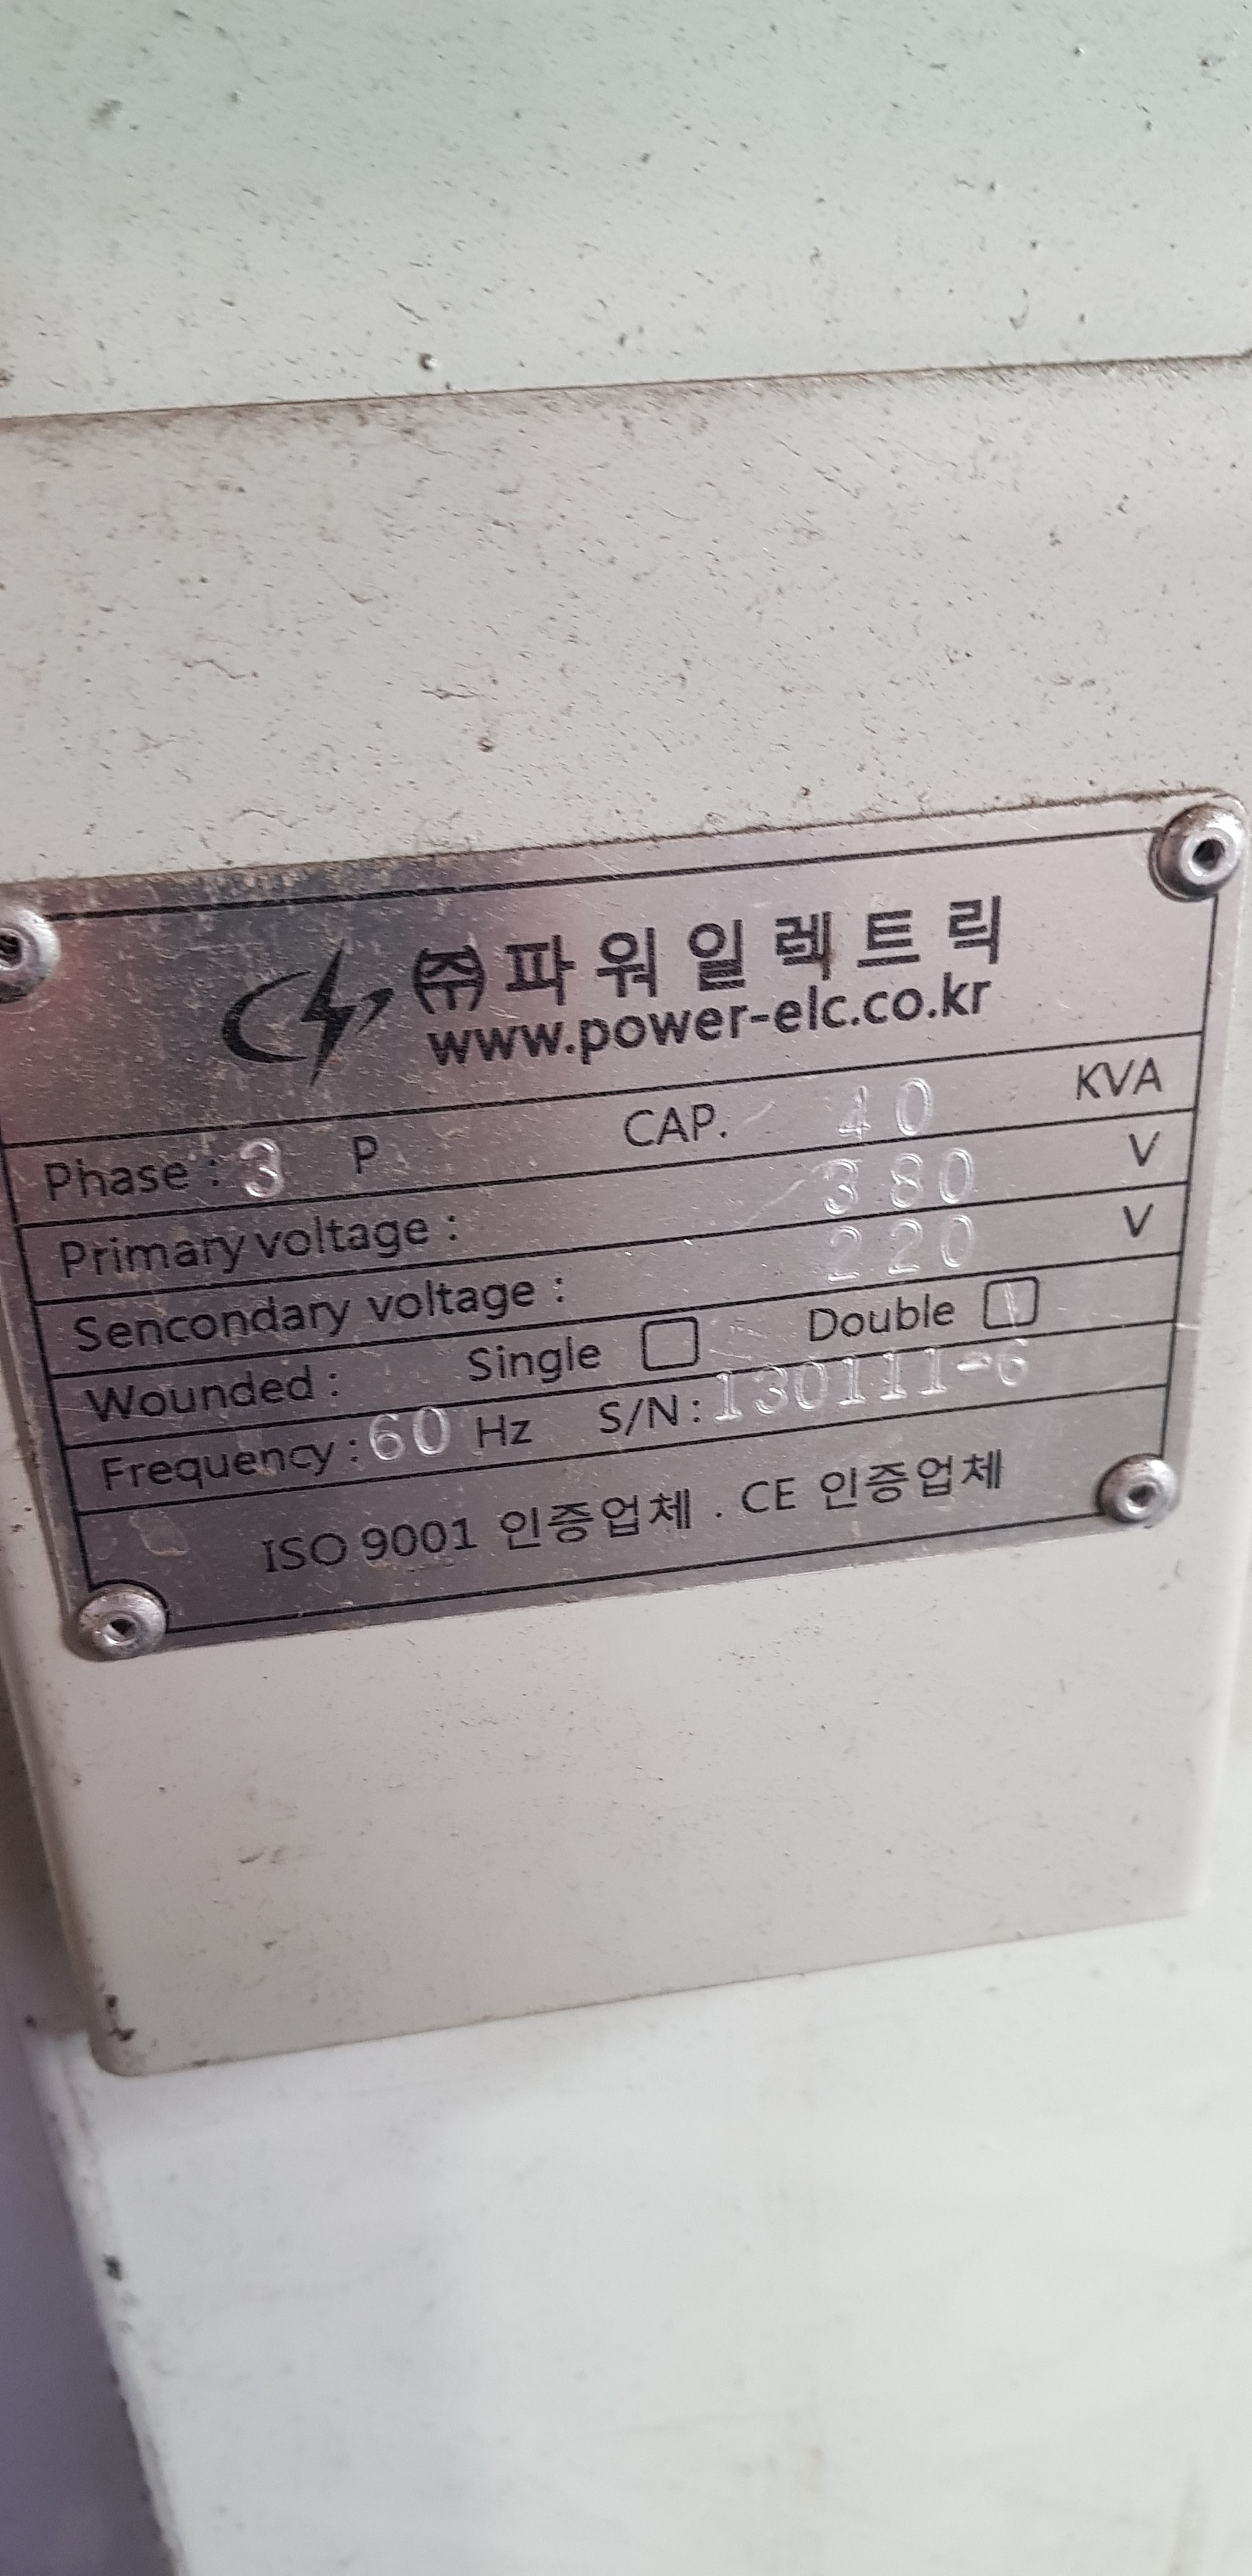 ㈜파워일렉트릭
www.power-elc.co.kr
Phase : 3 P CAP. 40 KVA
Primary voltage : 380 V
Sencondary voltage : 220 V
Wounded : Single Double
Frequency : 60 Hz S/N : 130111-6
ISO 9001 인증업체 . CE 인증업체